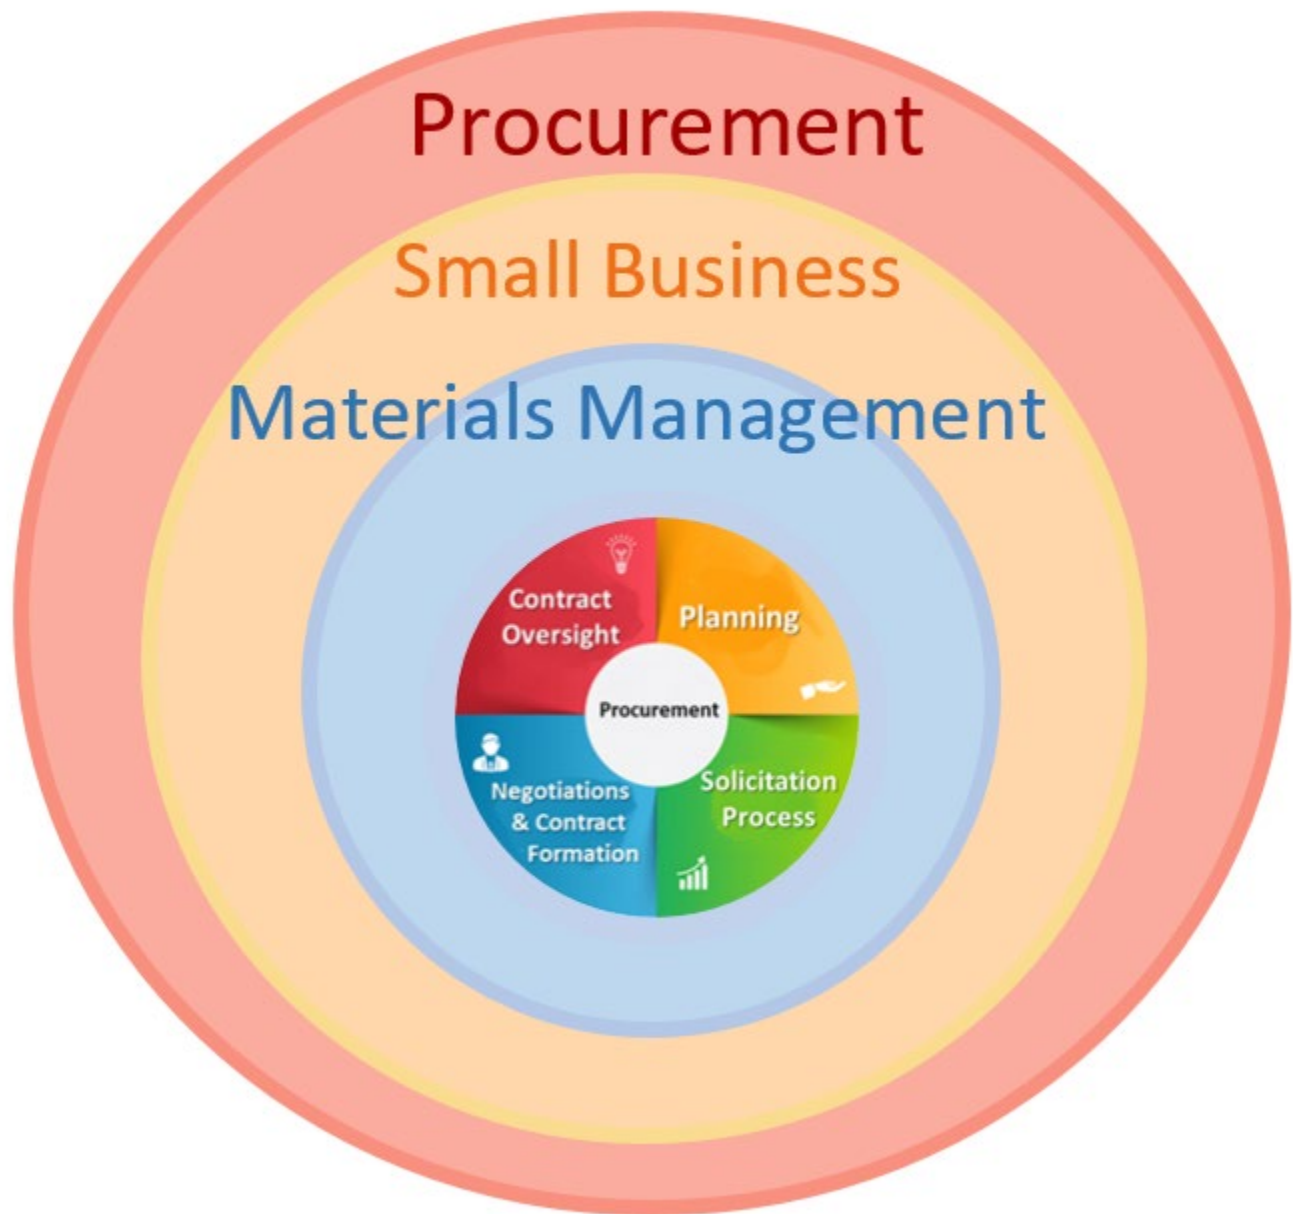 Procurement
Small Business
Materials Management
Contract
Oversight
Planning
Procurement
Negotiations
& Contract
Formation
Solicitation
Process